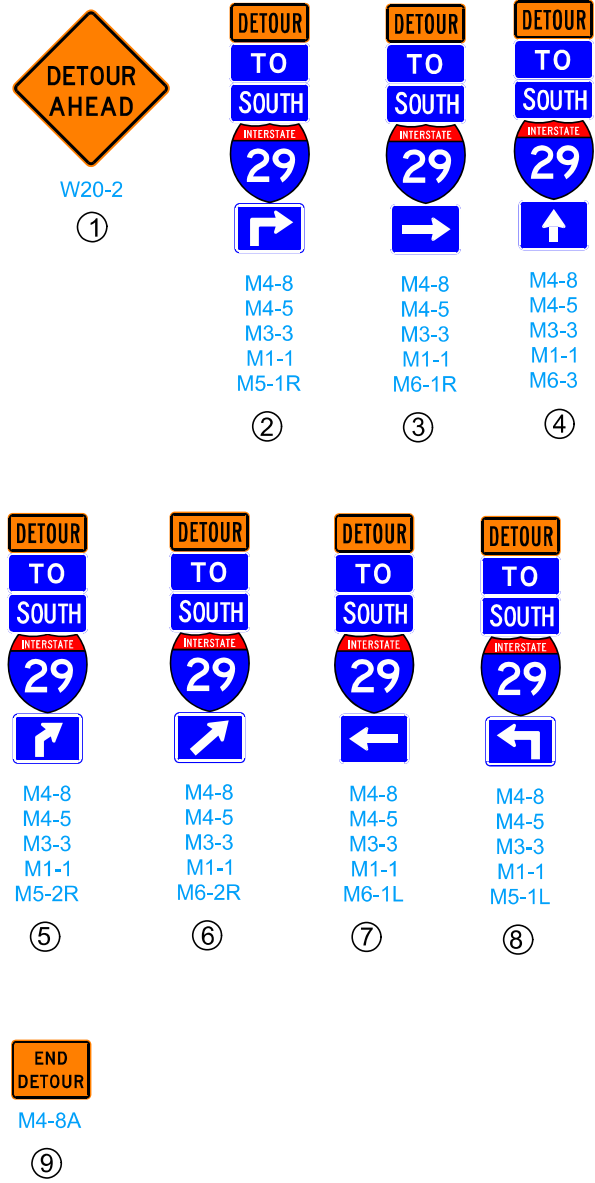 DETOUR
AHEAD
W20-2
1
DETOUR
TO
SOUTH
INTERSTATE
29
M4-8
M4-5
M3-3
M1-1
M5-1R
2
DETOUR
TO
SOUTH
INTERSTATE
29
M4-8
M4-5
M3-3
M1-1
M6-1R
3
DETOUR
TO
SOUTH
INTERSTATE
29
M4-8
M4-5
M3-3
M1-1
M6-3
4
DETOUR
TO
SOUTH
INTERSTATE
29
M4-8
M4-5
M3-3
M1-1
M5-2R
5
DETOUR
TO
SOUTH
INTERSTATE
29
M4-8
M4-5
M3-3
M1-1
M6-2R
6
DETOUR
TO
SOUTH
INTERSTATE
29
M4-8
M4-5
M3-3
M1-1
M6-1L
7
DETOUR
TO
SOUTH
INTERSTATE
29
M4-8
M4-5
M3-3
M1-1
M5-1L
8
END
DETOUR
M4-8A
9